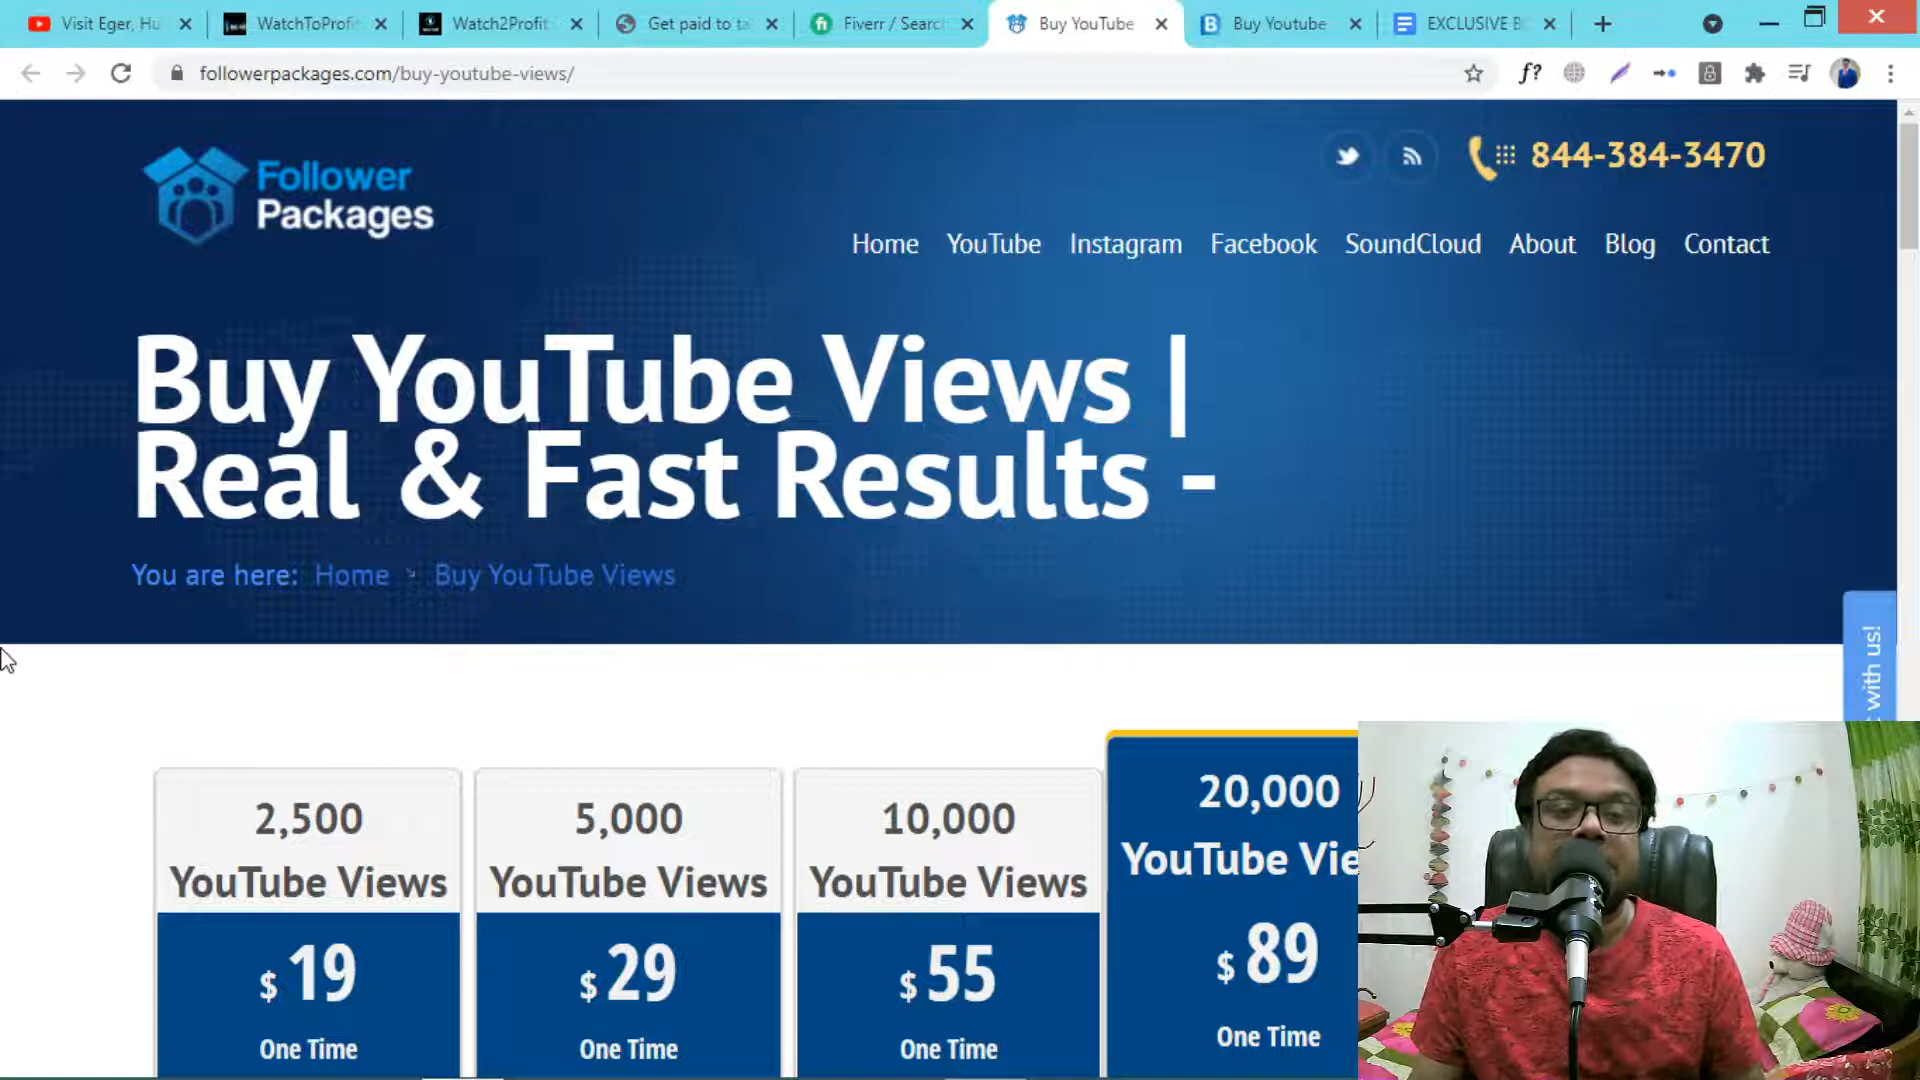 Visit Eger, Hu
WatchToProfit
Watch2Profit
Get paid to ta
Fiverr / Search
Buy YouTube
Buy Youtube
EXCLUSIVE B
followerpackages.com/buy-youtube-views/
f?
Follower
Packages
844-384-3470
Home YouTube Instagram Facebook SoundCloud About Blog Contact
Buy YouTube Views |
Real & Fast Results -
You are here: Home Buy YouTube Views
with us!
2,500
YouTube Views
$ 19
One Time
5,000
YouTube Views
$ 29
One Time
10,000
YouTube Views
$ 55
One Time
20,000
YouTube Vie
$ 89
One Time